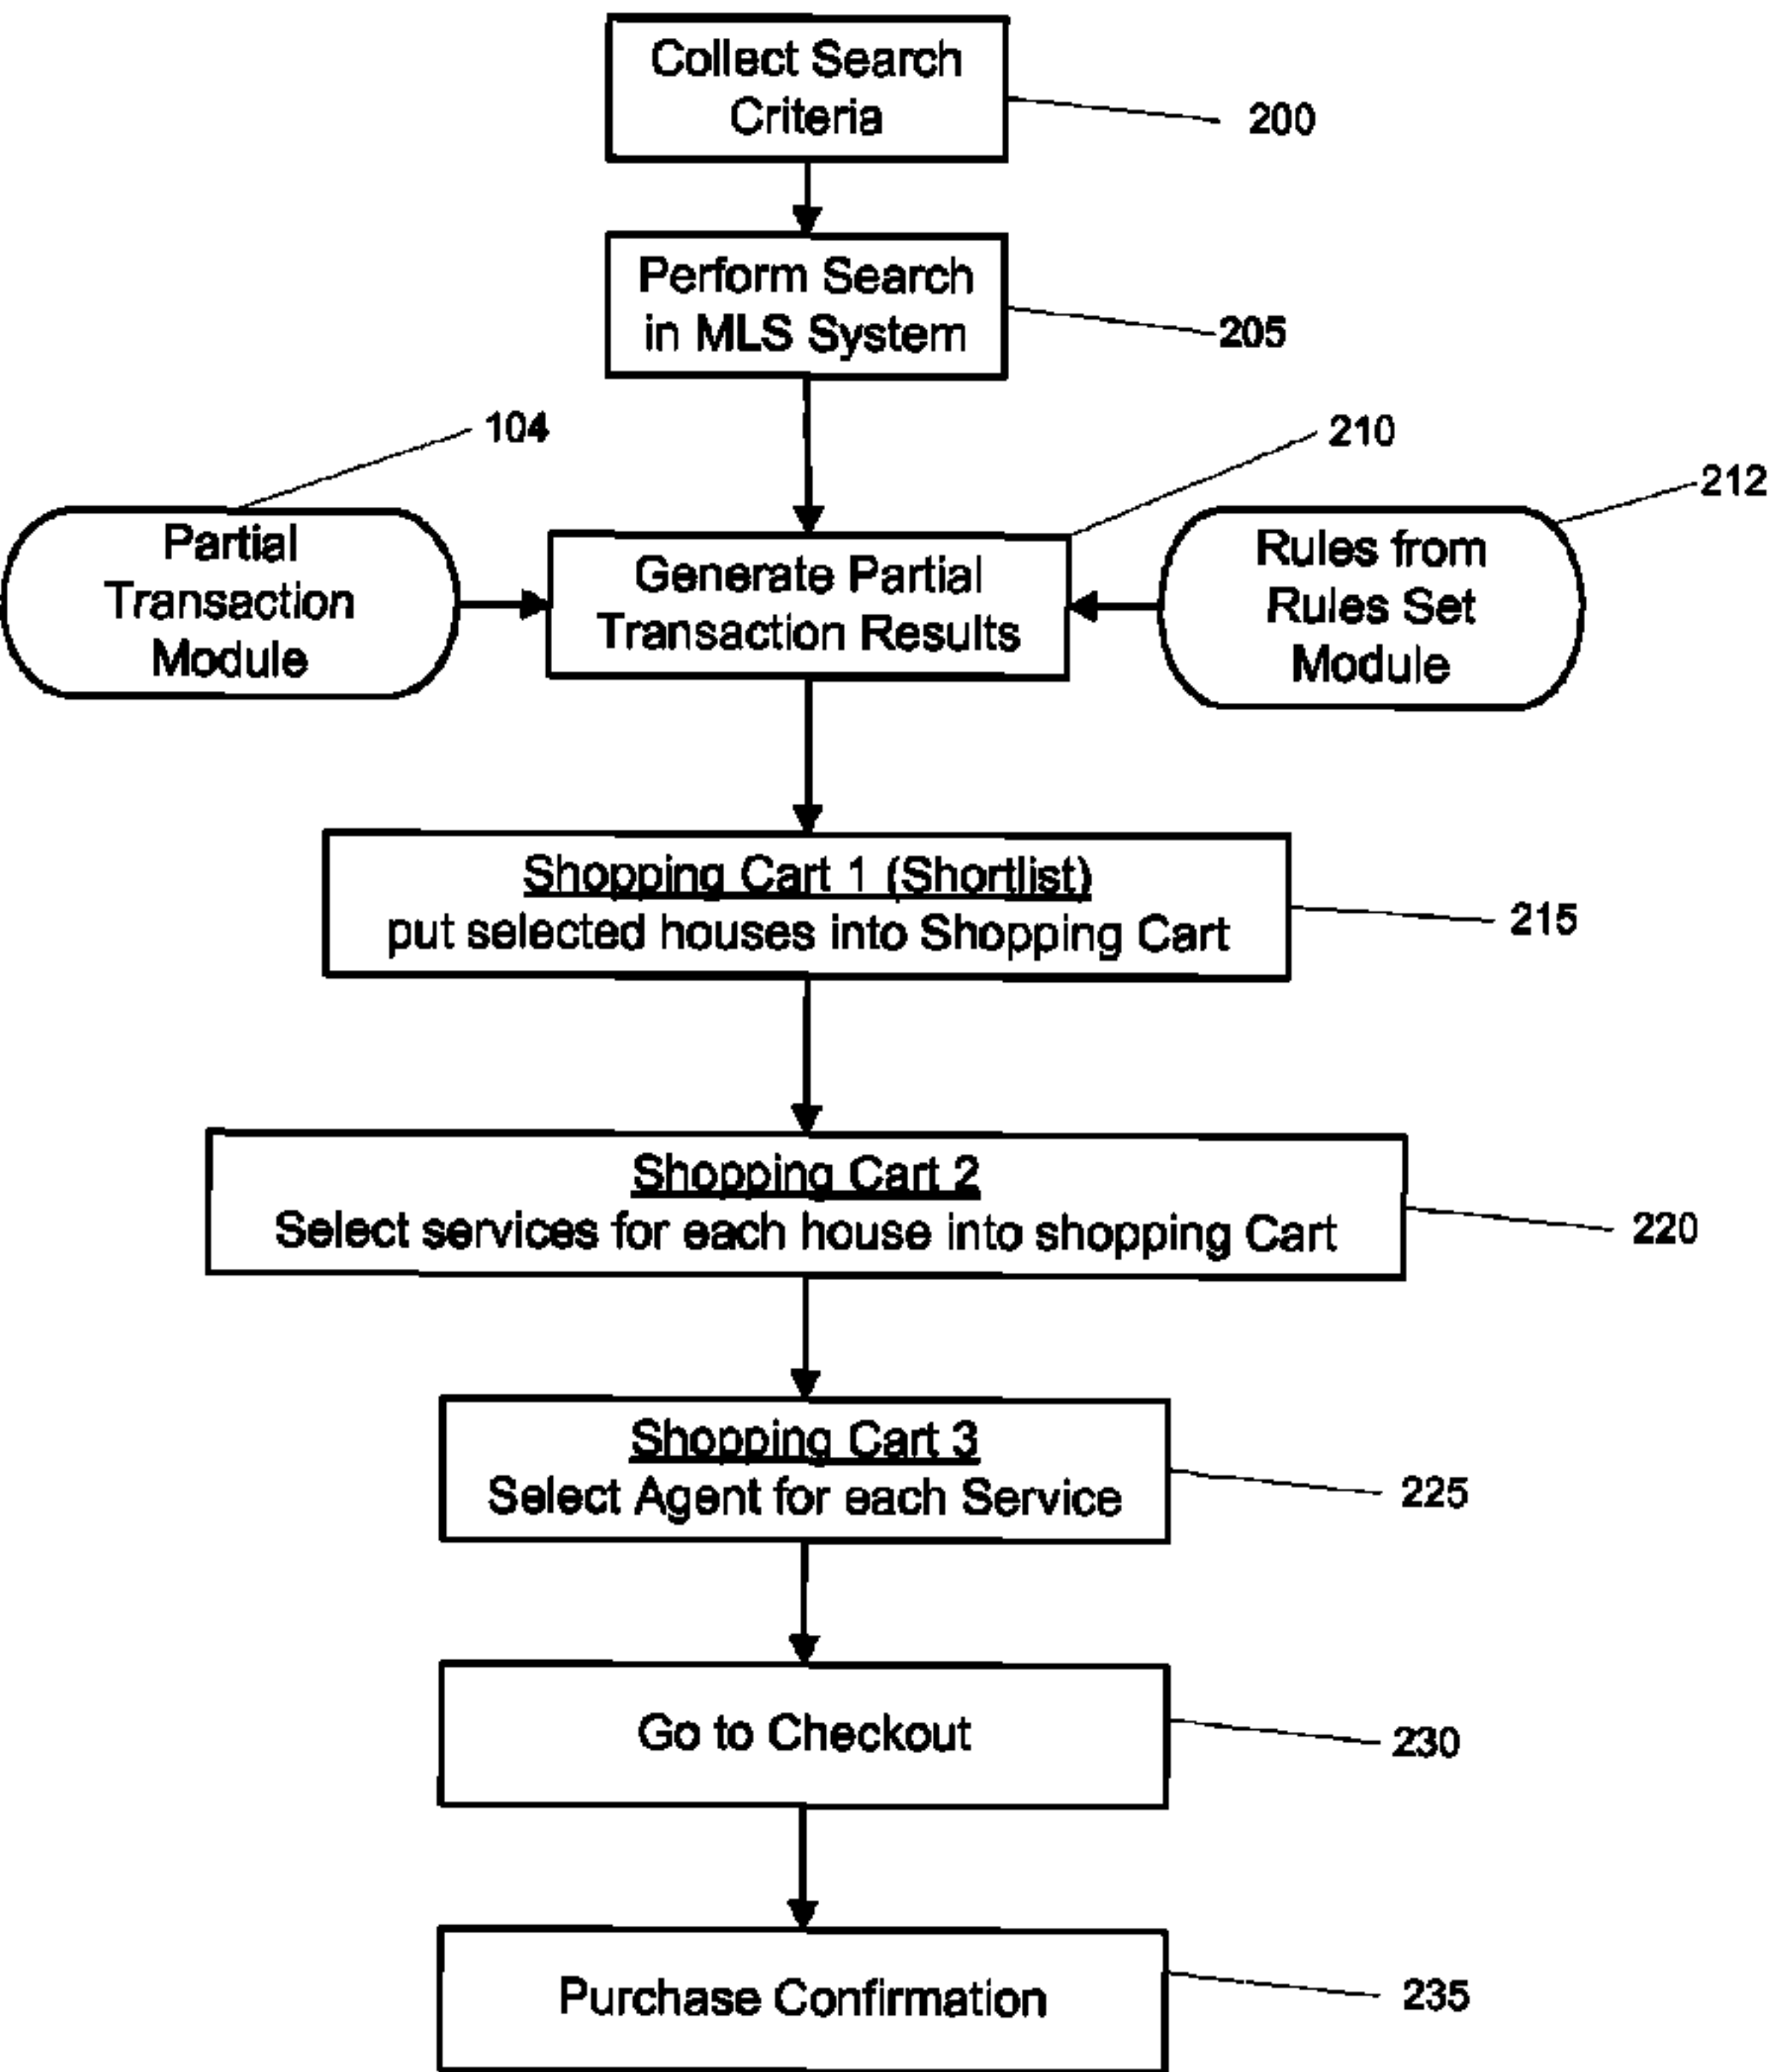 Collect Search
Criteria
200
Perform Search
in MLS System
205
104
210
212
Partial
Transaction
Module
Generate Partial
Transaction Results
Rules from
Rules Set
Module
Shopping Cart 1 (Shortlist)
put selected houses into Shopping Cart
215
Shopping Cart 2
Select services for each house into shopping Cart
220
Shopping Cart 3
Select Agent for each Service
225
Go to Checkout
230
Purchase Confirmation
235